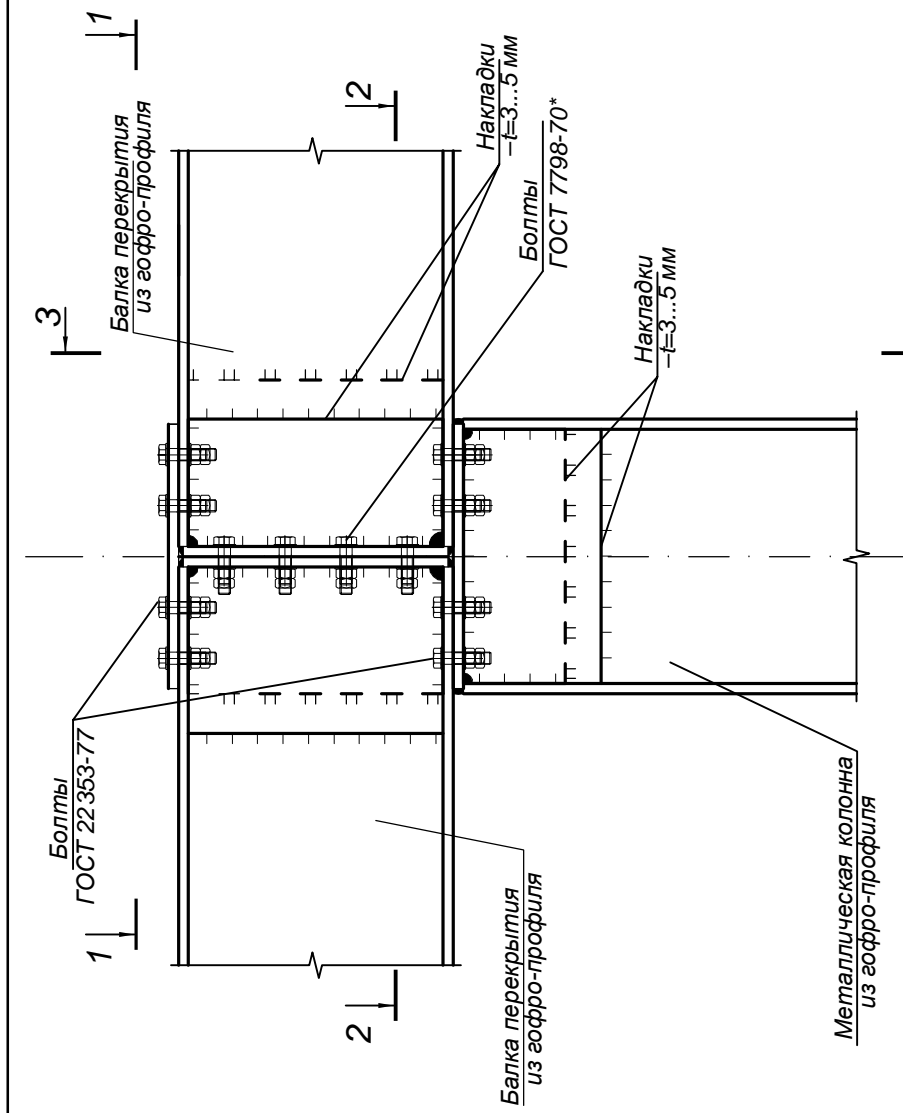 1
1
3
2
2
Балка перекрытия
из гофро-профиля
Накладки
–t=3...5 мм
Болты
ГОСТ 7798-70*
Накладки
–t=3...5 мм
Болты
ГОСТ 22353-77
Балка перекрытия
из гофро-профиля
Металлическая колонна
из гофро-профиля